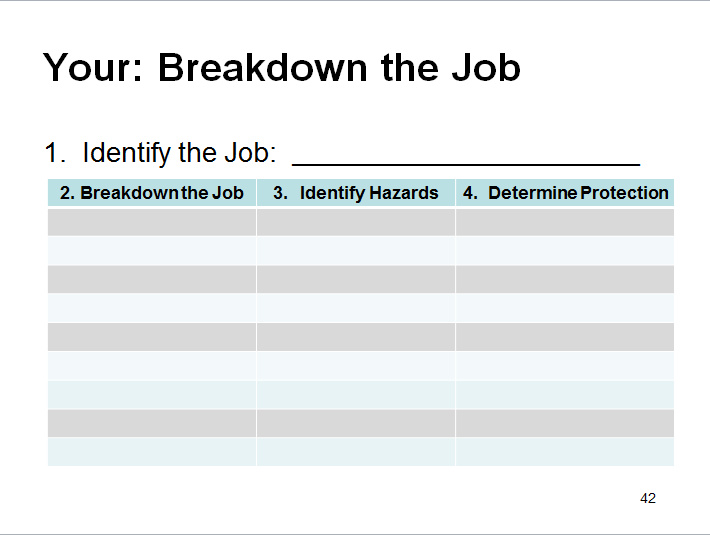 Your: Breakdown the Job
1. Identify the Job: ______________________
2. Breakdown the Job 3. Identify Hazards 4. Determine Protection
42